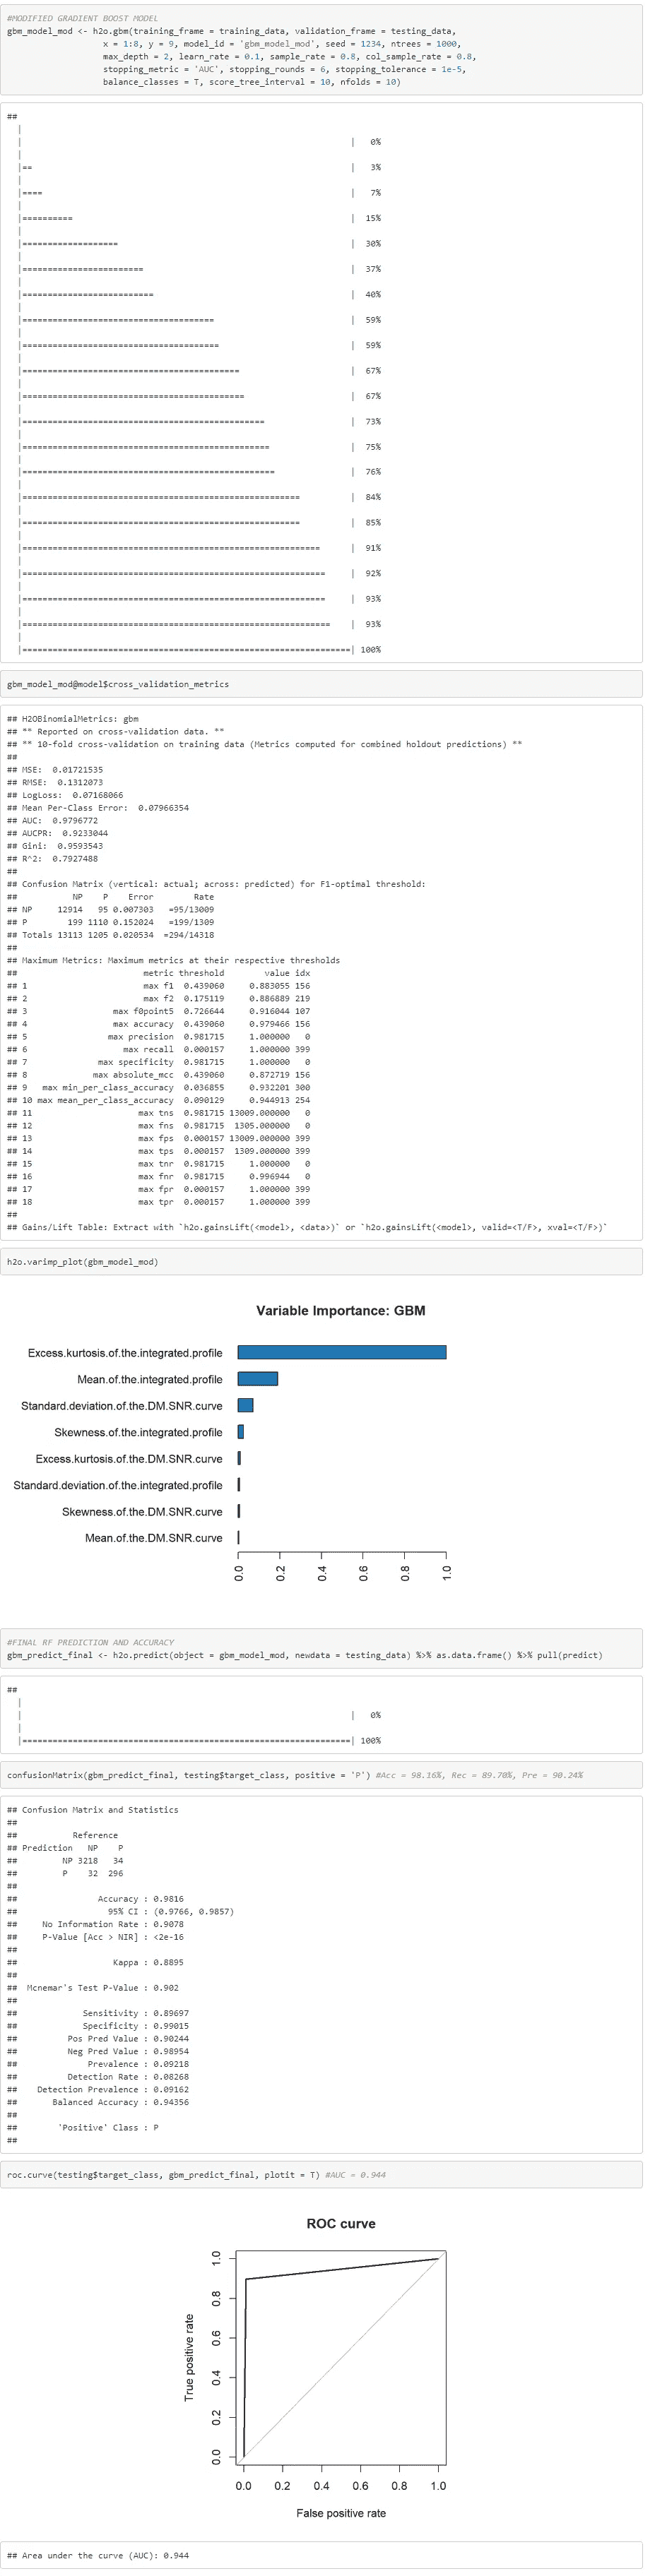 #MODIFIED GRADIENT BOOST MODEL
gbm_model_mod <- h2o.gbm(training_frame = training_data, validation_frame = testing_data,
x = 1:8, y = 9, model_id = 'gbm_model_mod', seed = 1234, ntrees = 1000,
max_depth = 2, learn_rate = 0.1, sample_rate = 0.8, col_sample_rate = 0.8,
stopping_metric = 'AUC', stopping_rounds = 6, stopping_tolerance = 1e-5,
balance_classes = T, score_tree_interval = 10, nfolds = 10)
##
|
| | 0%
|
|== | 3%
|
|==== | 7%
|
|========== | 15%
|
|=================== | 30%
|
|======================== | 37%
|
|========================== | 40%
|
|====================================== | 59%
|
|======================================= | 59%
|
|=========================================== | 67%
|
|============================================ | 67%
|
|================================================ | 73%
|
|================================================= | 75%
|
|================================================== | 76%
|
|======================================================= | 84%
|
|======================================================= | 85%
|
|=========================================================== | 91%
|
|============================================================ | 92%
|
|============================================================ | 93%
|
|============================================================= | 93%
|
|=================================================================| 100%
gbm_model_mod@model$cross_validation_metrics
## H2OBinomialMetrics: gbm
## ** Reported on cross-validation data. **
## ** 10-fold cross-validation on training data (Metrics computed for combined holdout predictions) **
##
## MSE: 0.01721535
## RMSE: 0.1312073
## LogLoss: 0.07168066
## Mean Per-Class Error: 0.07966354
## AUC: 0.9796772
## AUCPR: 0.9233044
## Gini: 0.9593543
## R^2: 0.7927488
##
## Confusion Matrix (vertical: actual; across: predicted) for F1-optimal threshold:
## NP P Error Rate
## NP 12914 95 0.007303 =95/13009
## P 199 1110 0.152024 =199/1309
## Totals 13113 1205 0.020534 =294/14318
##
## Maximum Metrics: Maximum metrics at their respective thresholds
## metric threshold value idx
## 1 max f1 0.439060 0.883055 156
## 2 max f2 0.175119 0.886889 219
## 3 max f0point5 0.726644 0.916044 107
## 4 max accuracy 0.439060 0.979466 156
## 5 max precision 0.981715 1.000000 0
## 6 max recall 0.000157 1.000000 399
## 7 max specificity 0.981715 1.000000 0
## 8 max absolute_mcc 0.439060 0.872719 156
## 9 max min_per_class_accuracy 0.036855 0.932201 300
## 10 max mean_per_class_accuracy 0.090129 0.944913 254
## 11 max tns 0.981715 13009.000000 0
## 12 max fns 0.981715 1305.000000 0
## 13 max fps 0.000157 13009.000000 399
## 14 max tps 0.000157 1309.000000 399
## 15 max tnr 0.981715 1.000000 0
## 16 max fnr 0.981715 0.996944 0
## 17 max fpr 0.000157 1.000000 399
## 18 max tpr 0.000157 1.000000 399
##
## Gains/Lift Table: Extract with `h2o.gainsLift(<model>, <data>)` or `h2o.gainsLift(<model>, valid=<T/F>, xval=<T/F>)`
h2o.varimp_plot(gbm_model_mod)
Variable Importance: GBM
Excess.kurtosis.of.the.integrated.profile
Mean.of.the.integrated.profile
Standard.deviation.of.the.DM.SNR.curve
Skewness.of.the.integrated.profile
Excess.kurtosis.of.the.DM.SNR.curve
Standard.deviation.of.the.integrated.profile
Skewness.of.the.DM.SNR.curve
Mean.of.the.DM.SNR.curve
0.0 0.2 0.4 0.6 0.8 1.0
#FINAL RF PREDICTION AND ACCURACY
gbm_predict_final <- h2o.predict(object = gbm_model_mod, newdata = testing_data) %>% as.data.frame() %>% pull(predict)
##
|
| | 0%
|
|=================================================================| 100%
confusionMatrix(gbm_predict_final, testing$target_class, positive = 'P') #Acc = 98.16%, Rec = 89.70%, Pre = 90.24%
## Confusion Matrix and Statistics
##
## Reference
## Prediction NP P
## NP 3218 34
## P 32 296
##
## Accuracy : 0.9816
## 95% CI : (0.9766, 0.9857)
## No Information Rate : 0.9078
## P-Value [Acc > NIR] : <2e-16
##
## Kappa : 0.8895
##
## Mcnemar's Test P-Value : 0.902
##
## Sensitivity : 0.89697
## Specificity : 0.99015
## Pos Pred Value : 0.90244
## Neg Pred Value : 0.98954
## Prevalence : 0.09218
## Detection Rate : 0.08268
## Detection Prevalence : 0.09162
## Balanced Accuracy : 0.94356
##
## 'Positive' Class : P
##
roc.curve(testing$target_class, gbm_predict_final, plotit = T) #AUC = 0.944
ROC curve
True positive rate
1.0
0.8
0.6
0.4
0.2
0.0
0.0 0.2 0.4 0.6 0.8 1.0
False positive rate
## Area under the curve (AUC): 0.944